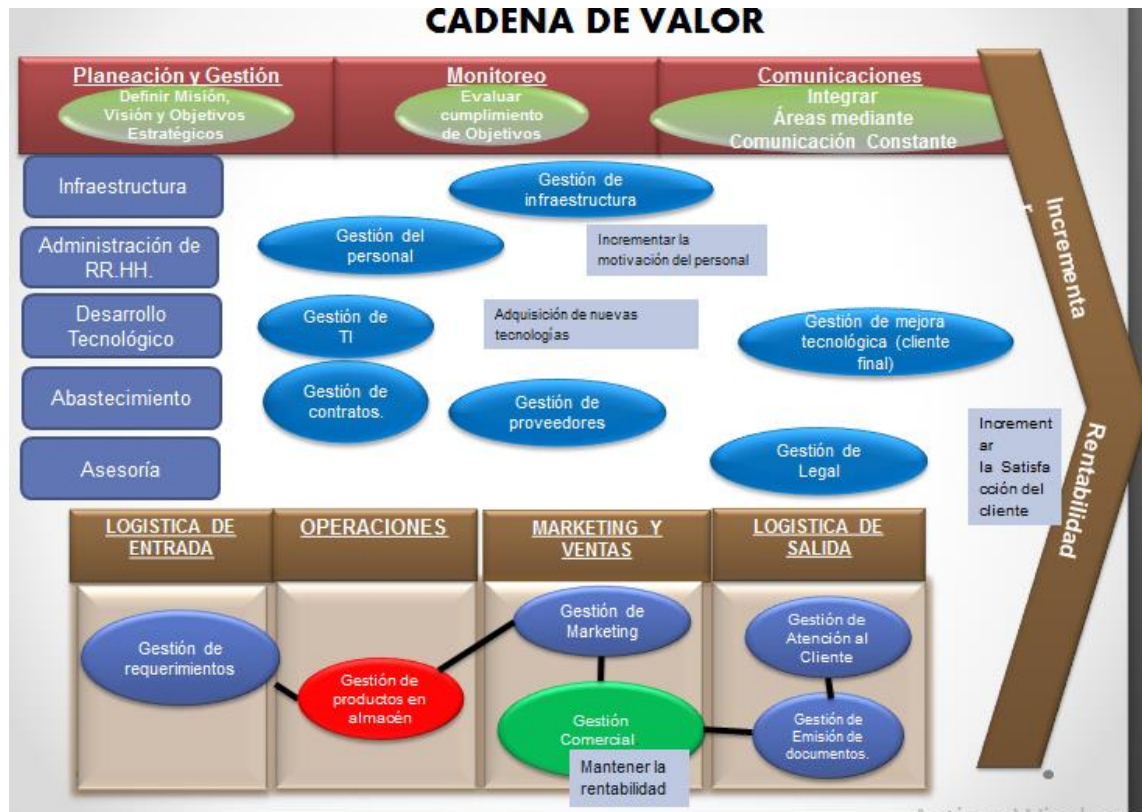 CADENA DE VALOR
Planeación y Gestión
Definir Misión,
Visión y Objetivos
Estratégicos
Monitoreo
Evaluar
cumplimiento
de Objetivos
Comunicaciones
Integrar
Áreas mediante
Comunicación Constante
Infraestructura
Gestión de
infraestructura
Administración de
RR.HH.
Gestión del
personal
Incrementar la
motivación del personal
Desarrollo
Tecnológico
Gestión de
TI
Adquisición de nuevas
tecnologías
Gestión de mejora
tecnológica (cliente
final)
Abastecimiento
Gestión de
contratos.
Gestión de
proveedores
Asesoría
Gestión de
Legal
Incrementa
r
Rentabilidad
Increment
ar
la Satisfa
cción del
cliente
LOGISTICA DE
ENTRADA
OPERACIONES
MARKETING Y
VENTAS
LOGISTICA DE
SALIDA
Gestión de
requerimientos
Gestión de
productos en
almacén
Gestión de
Marketing
Gestión
Comercial
Mantener la
rentabilidad
Gestión de
Atención al
Cliente
Gestión de
Emisión de
documentos.